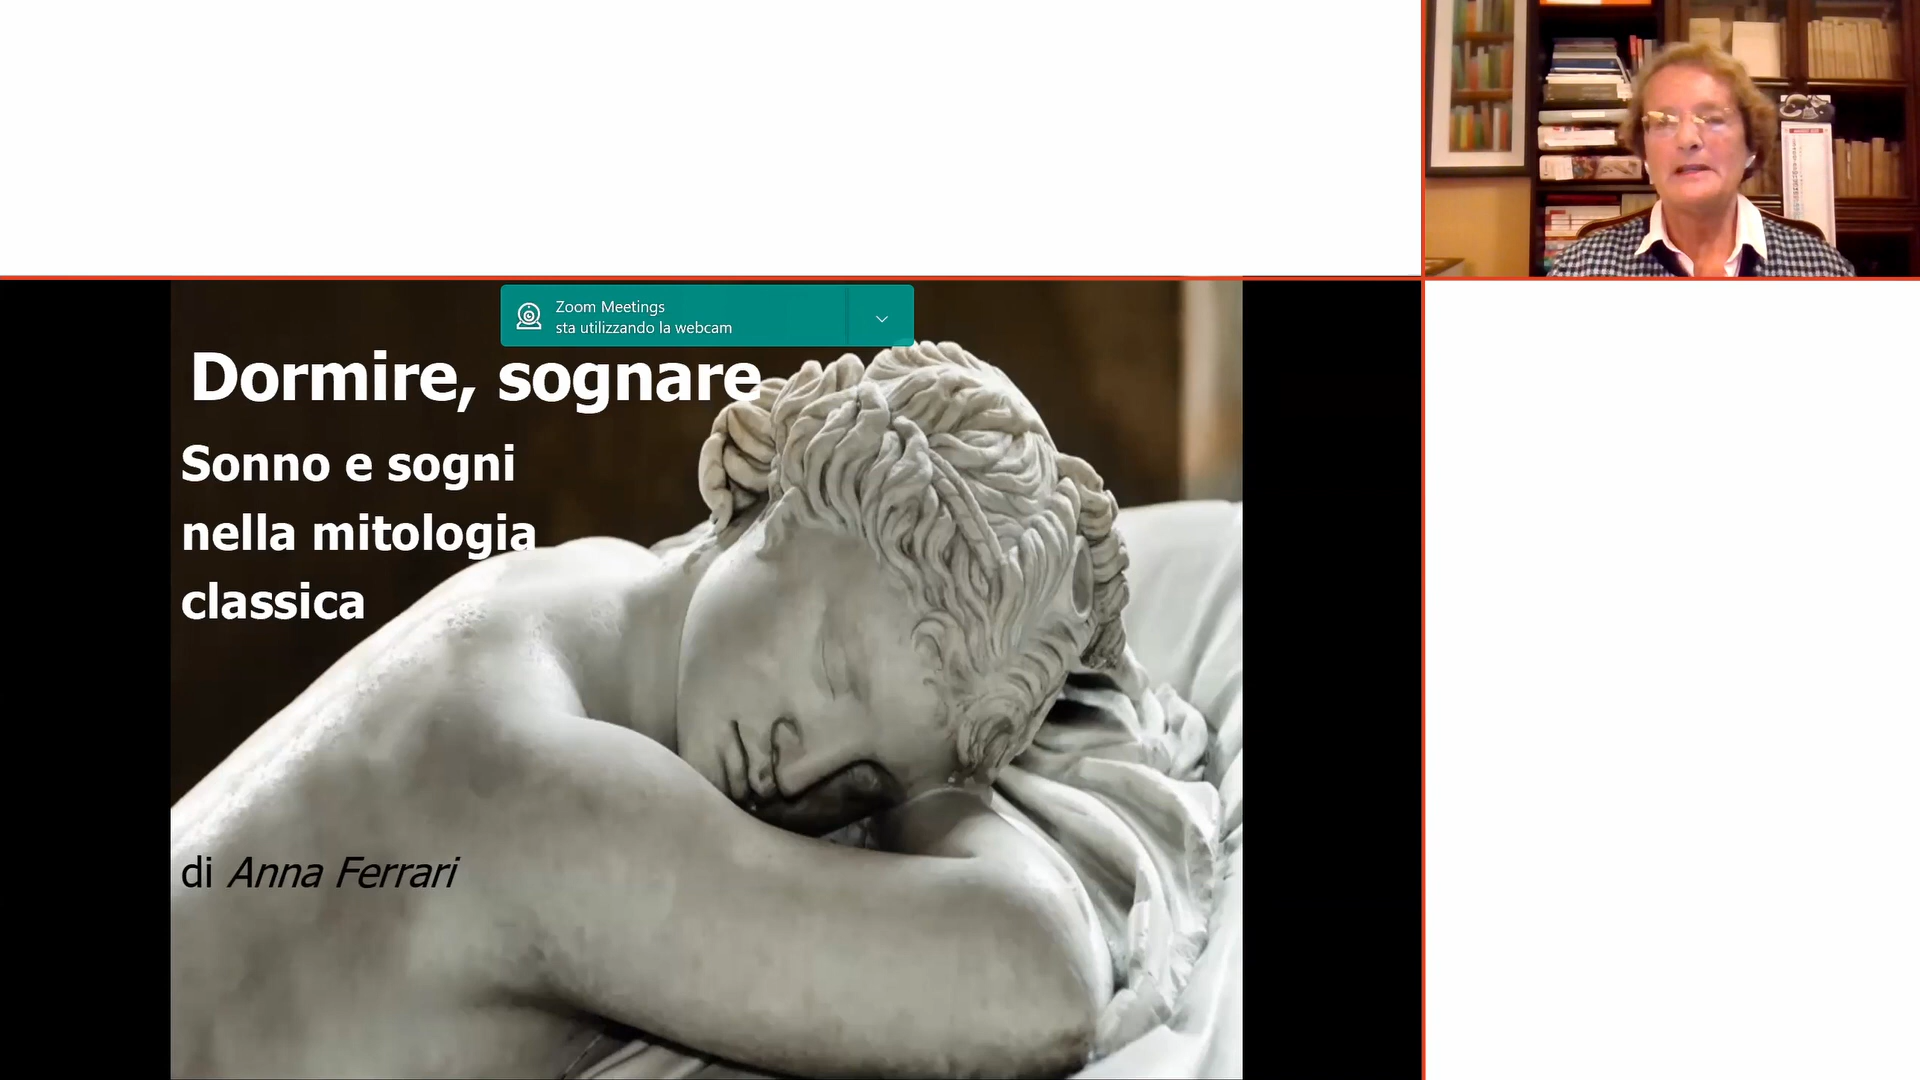 Zoom Meetings
sta utilizzando la webcam
Dormire, sognare
Sonno e sogni
nella mitologia
classica
di Anna Ferrari